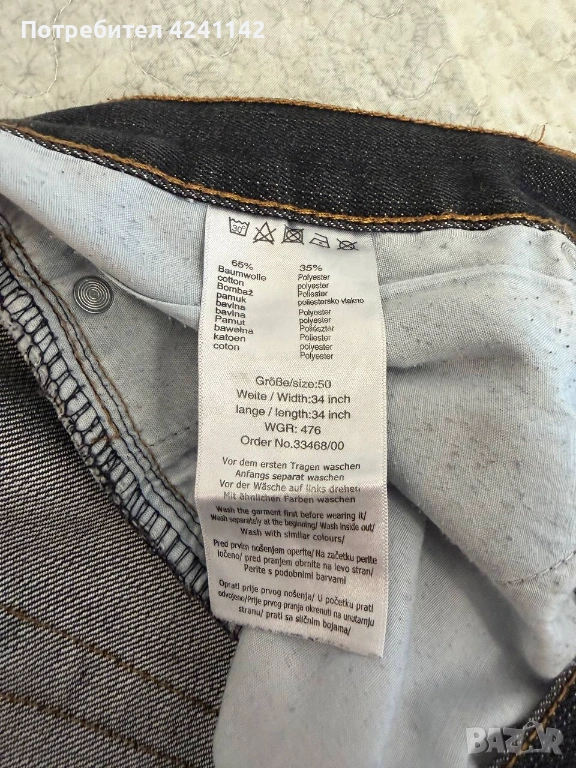 Потребител 4241142
30°
65% 35%
Baumwolle Polyester
cotton polyester
Bombaž Poliester
pamuk poliestersko vlakno
bavlna Polyester
bavlna Polyester
Pamut Poliészter
bawełna Poliester
katoen polyester
coton Polyester
Größe/size:50
Weite / Width:34 inch
lange / length:34 inch
WGR: 476
Order No.33468/00
Vor dem ersten Tragen waschen
Anfangs separat waschen
Vor der Wäsche auf links drehen
Mit ähnlichen Farben waschen
Wash the garment first before wearing it/
Wash separately at the beginning/ Wash inside out/
Wash with similar colours/
Pred prvim nošenjem operite/ Na začetku perite
ločeno/ pred pranjem obrnite na levo stran/
Perite s podobnimi barvami
Oprati prije prvog nošenja/ U početku prati
odvojeno/Prije prvog pranja okrenuti na unutarnju
stranu/ prati sa sličnim bojama/
BAZAR